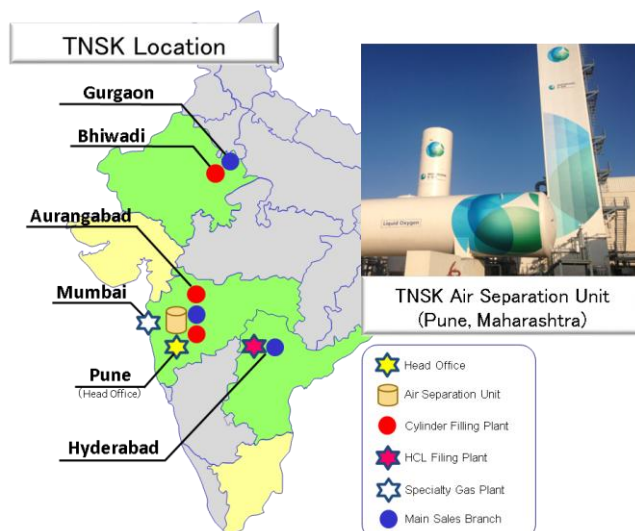 TNSK Location
Gurgaon
Bhiwadi
Aurangabad
Mumbai
Pune
(Head Office)
Hyderabad
Liquid Oxygen
TNSK Air Separation Unit
(Pune, Maharashtra)
Head Office
Air Separation Unit
Cylinder Filling Plant
HCL Filing Plant
Specialty Gas Plant
Main Sales Branch